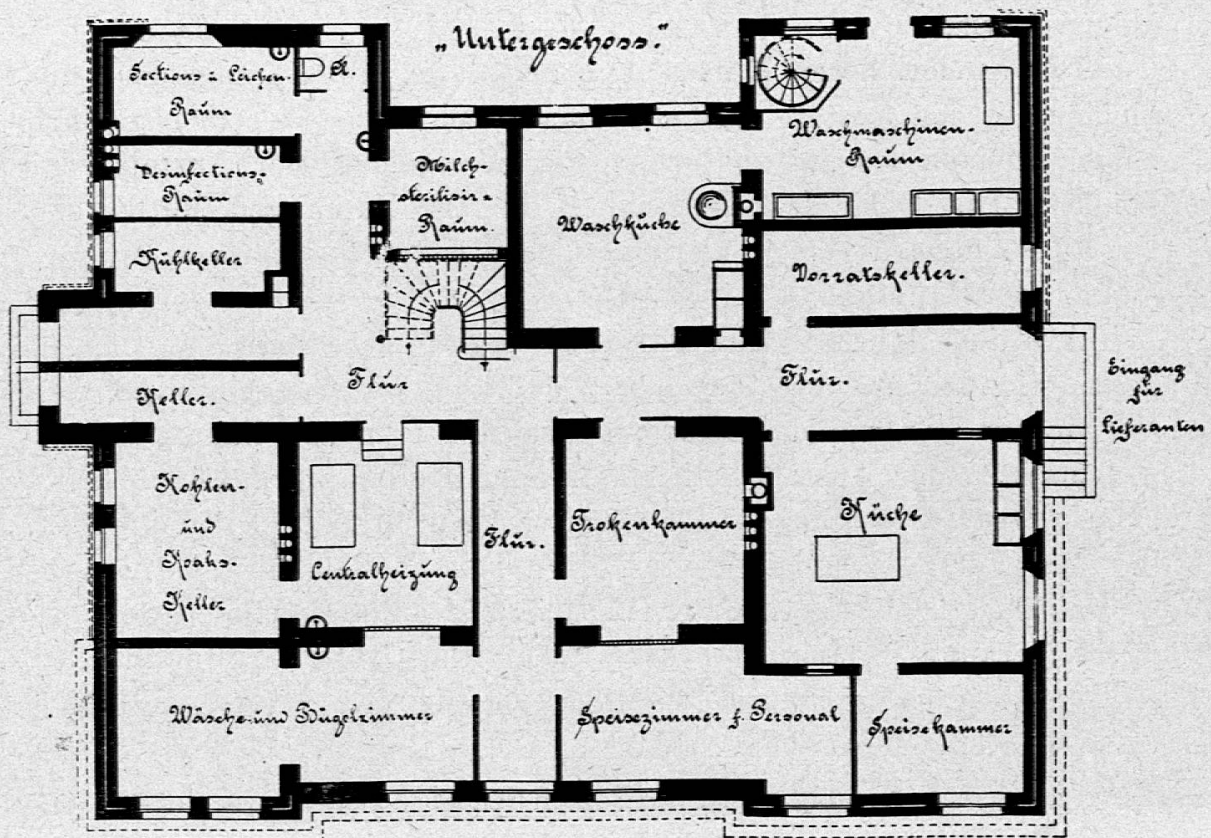 „Untergeschoss.“
Sections = Leichen-
Raum
A.
Desinfections-
Raum
Milch-
sterilisir =
Raum.
Waschmaschinen-
Raum
Waschküche
Kühlkeller
Vorratskeller.
Flur
Flur.
Eingang
für
Lieferanten
Keller.
Kohlen-
und
Koaks-
Keller
Centralheizung
Flur.
Trokenkammer
Küche
Wäsche- und Bügelzimmer
Speisezimmer f. Personal
Speisekammer